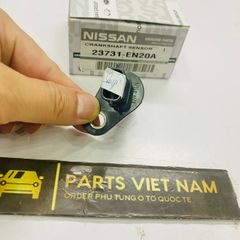 NISSAN
CRANKSHAFT SENSOR
23731-EN20A
PARTS VIET NAM
ORDER PHỤ TÙNG Ô TÔ QUỐC TẾ